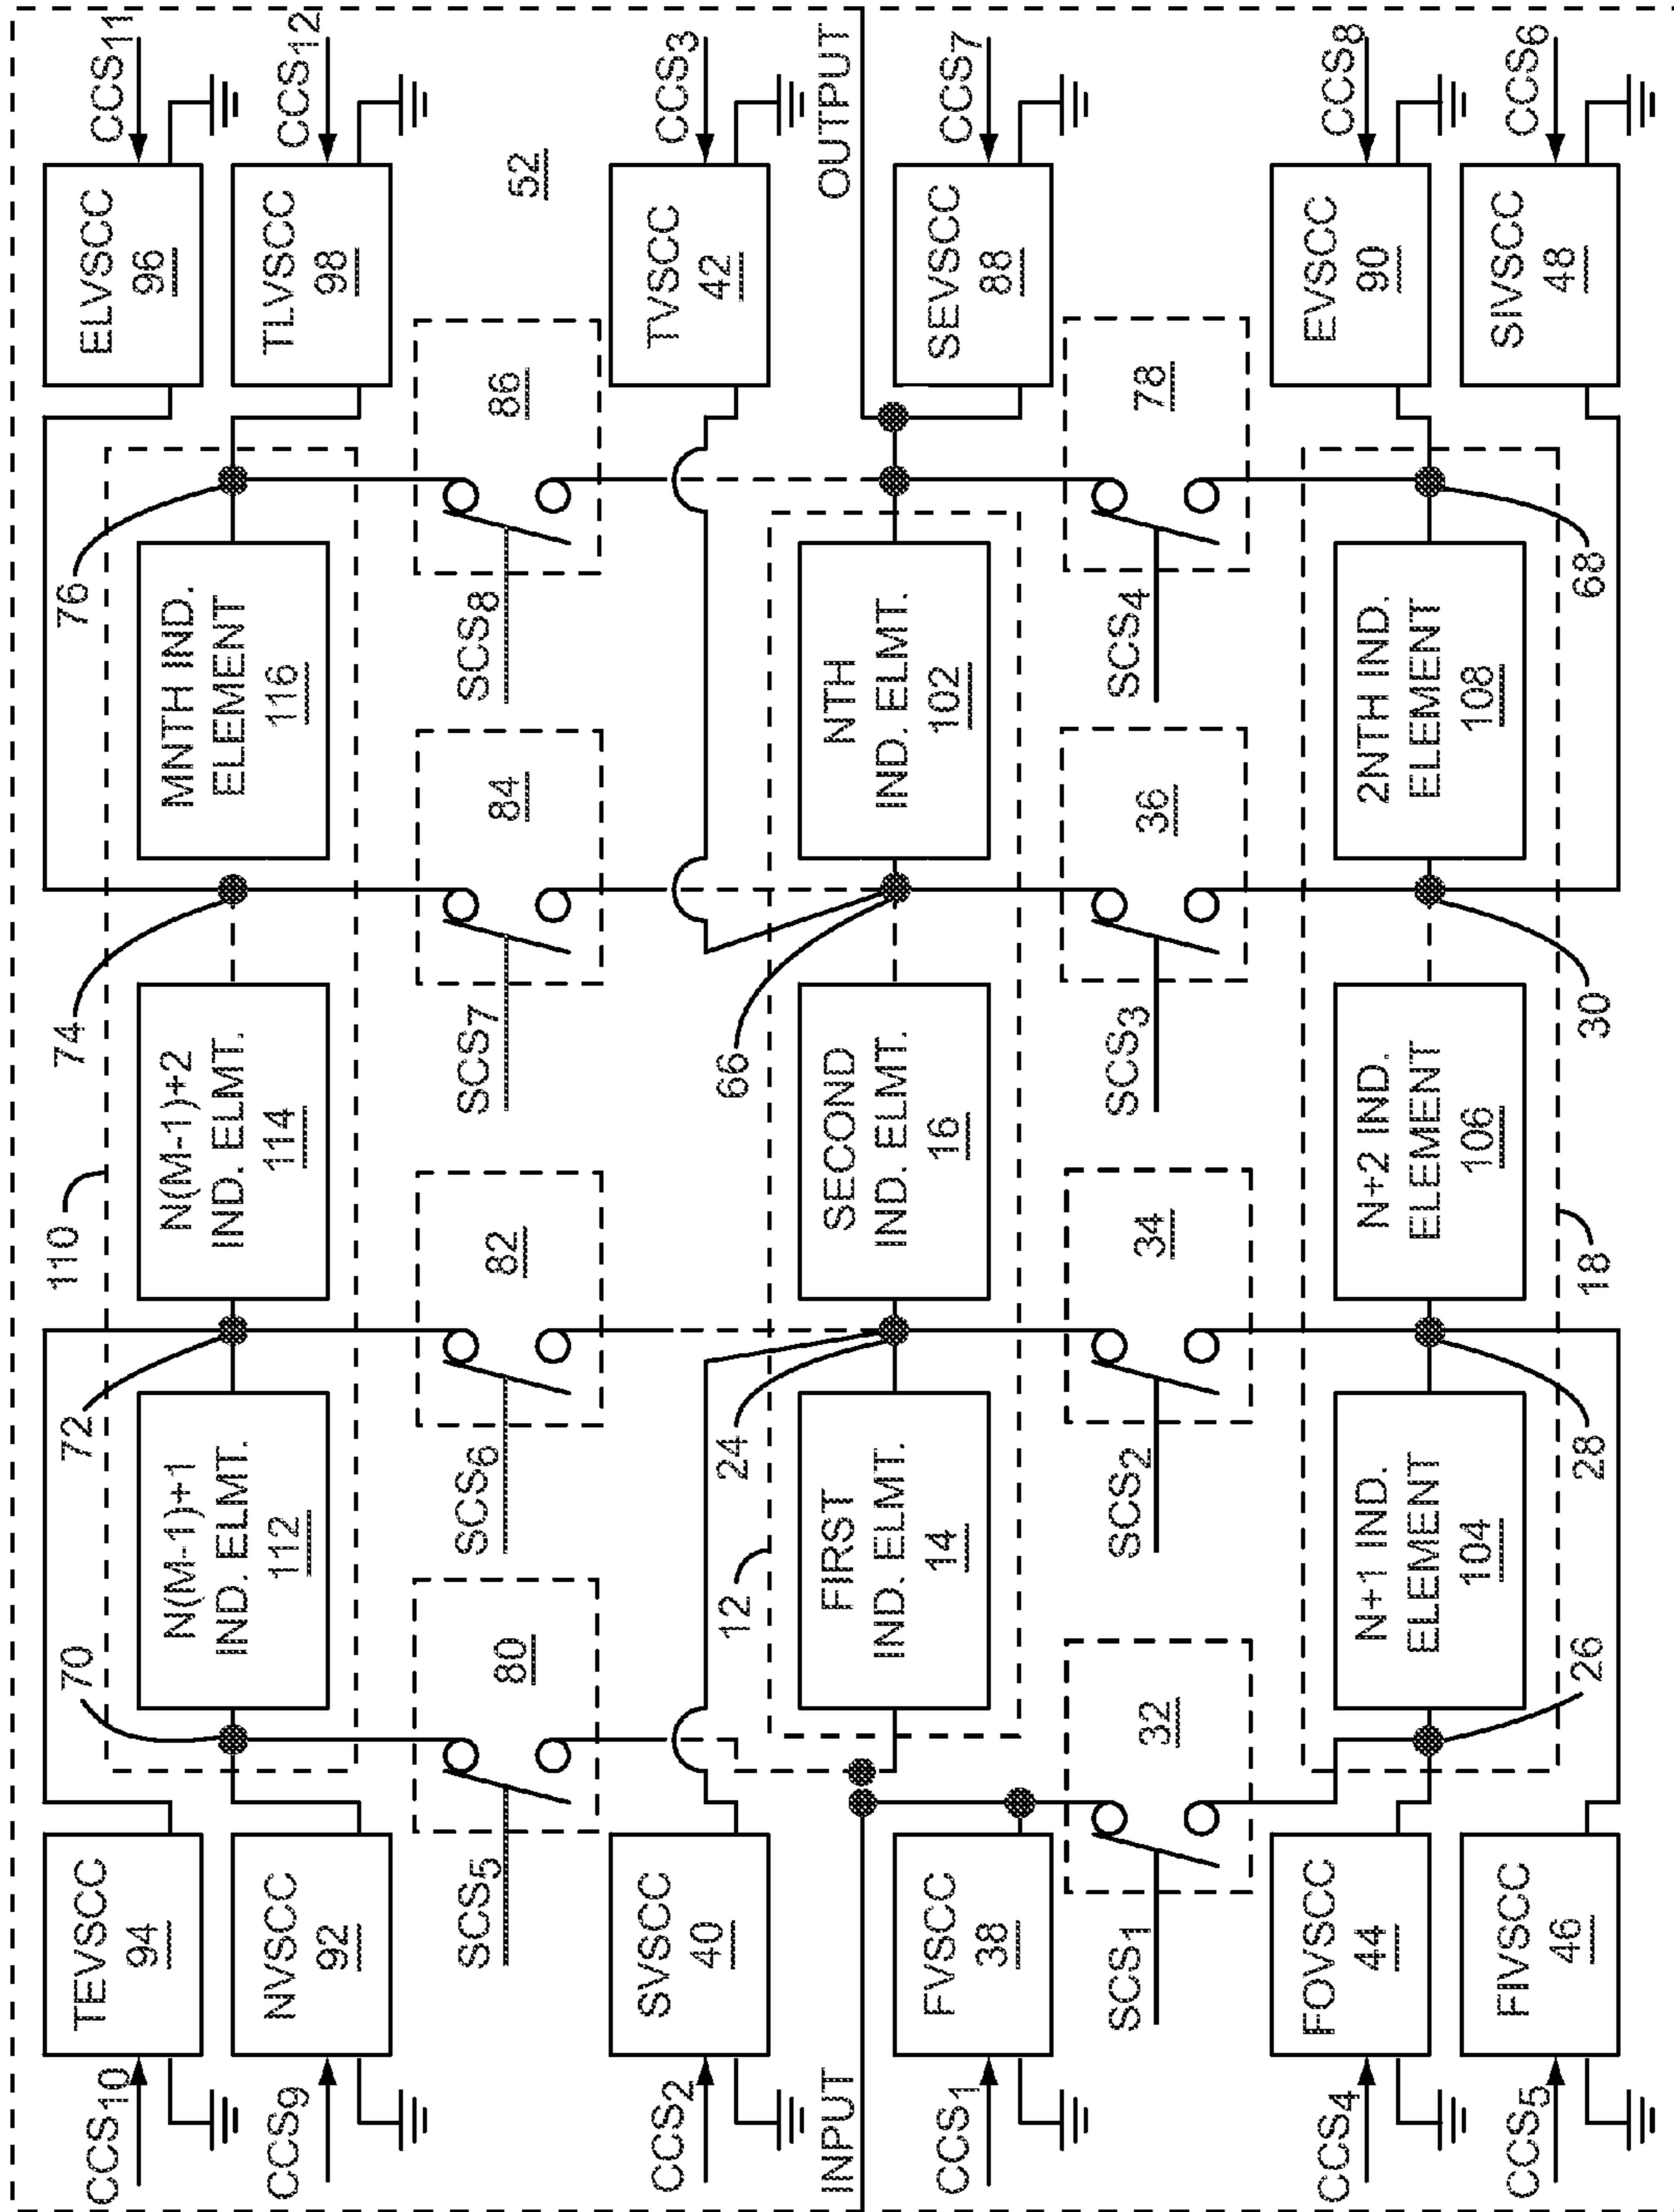 TEVSCC
94
N(M-1)+1
IND. ELMT.
112
N(M-1)+2
IND. ELMT.
114
MNTH IND.
ELEMENT
116
ELVSCC
96
CCS10
CCS11
70
72
110
74
76
NVSCC
92
TLVSCC
98
CCS9
CCS12
SCS5
80
SCS6
82
SCS7
84
SCS8
86
52
SVSCC
40
TVSCC
42
CCS2
CCS3
12
24
66
INPUT
OUTPUT
FVSCC
38
FIRST
IND. ELMT.
14
SECOND
IND. ELMT.
16
NTH
IND. ELMT.
102
SEVSCC
88
CCS1
CCS7
SCS1
32
SCS2
34
SCS3
36
SCS4
78
FOVSCC
44
N+1 IND.
ELEMENT
104
N+2 IND.
ELEMENT
106
2NTH IND.
ELEMENT
108
EVSCC
90
CCS4
CCS8
FIVSCC
46
SIVSCC
48
CCS5
CCS6
26
28
18
30
68